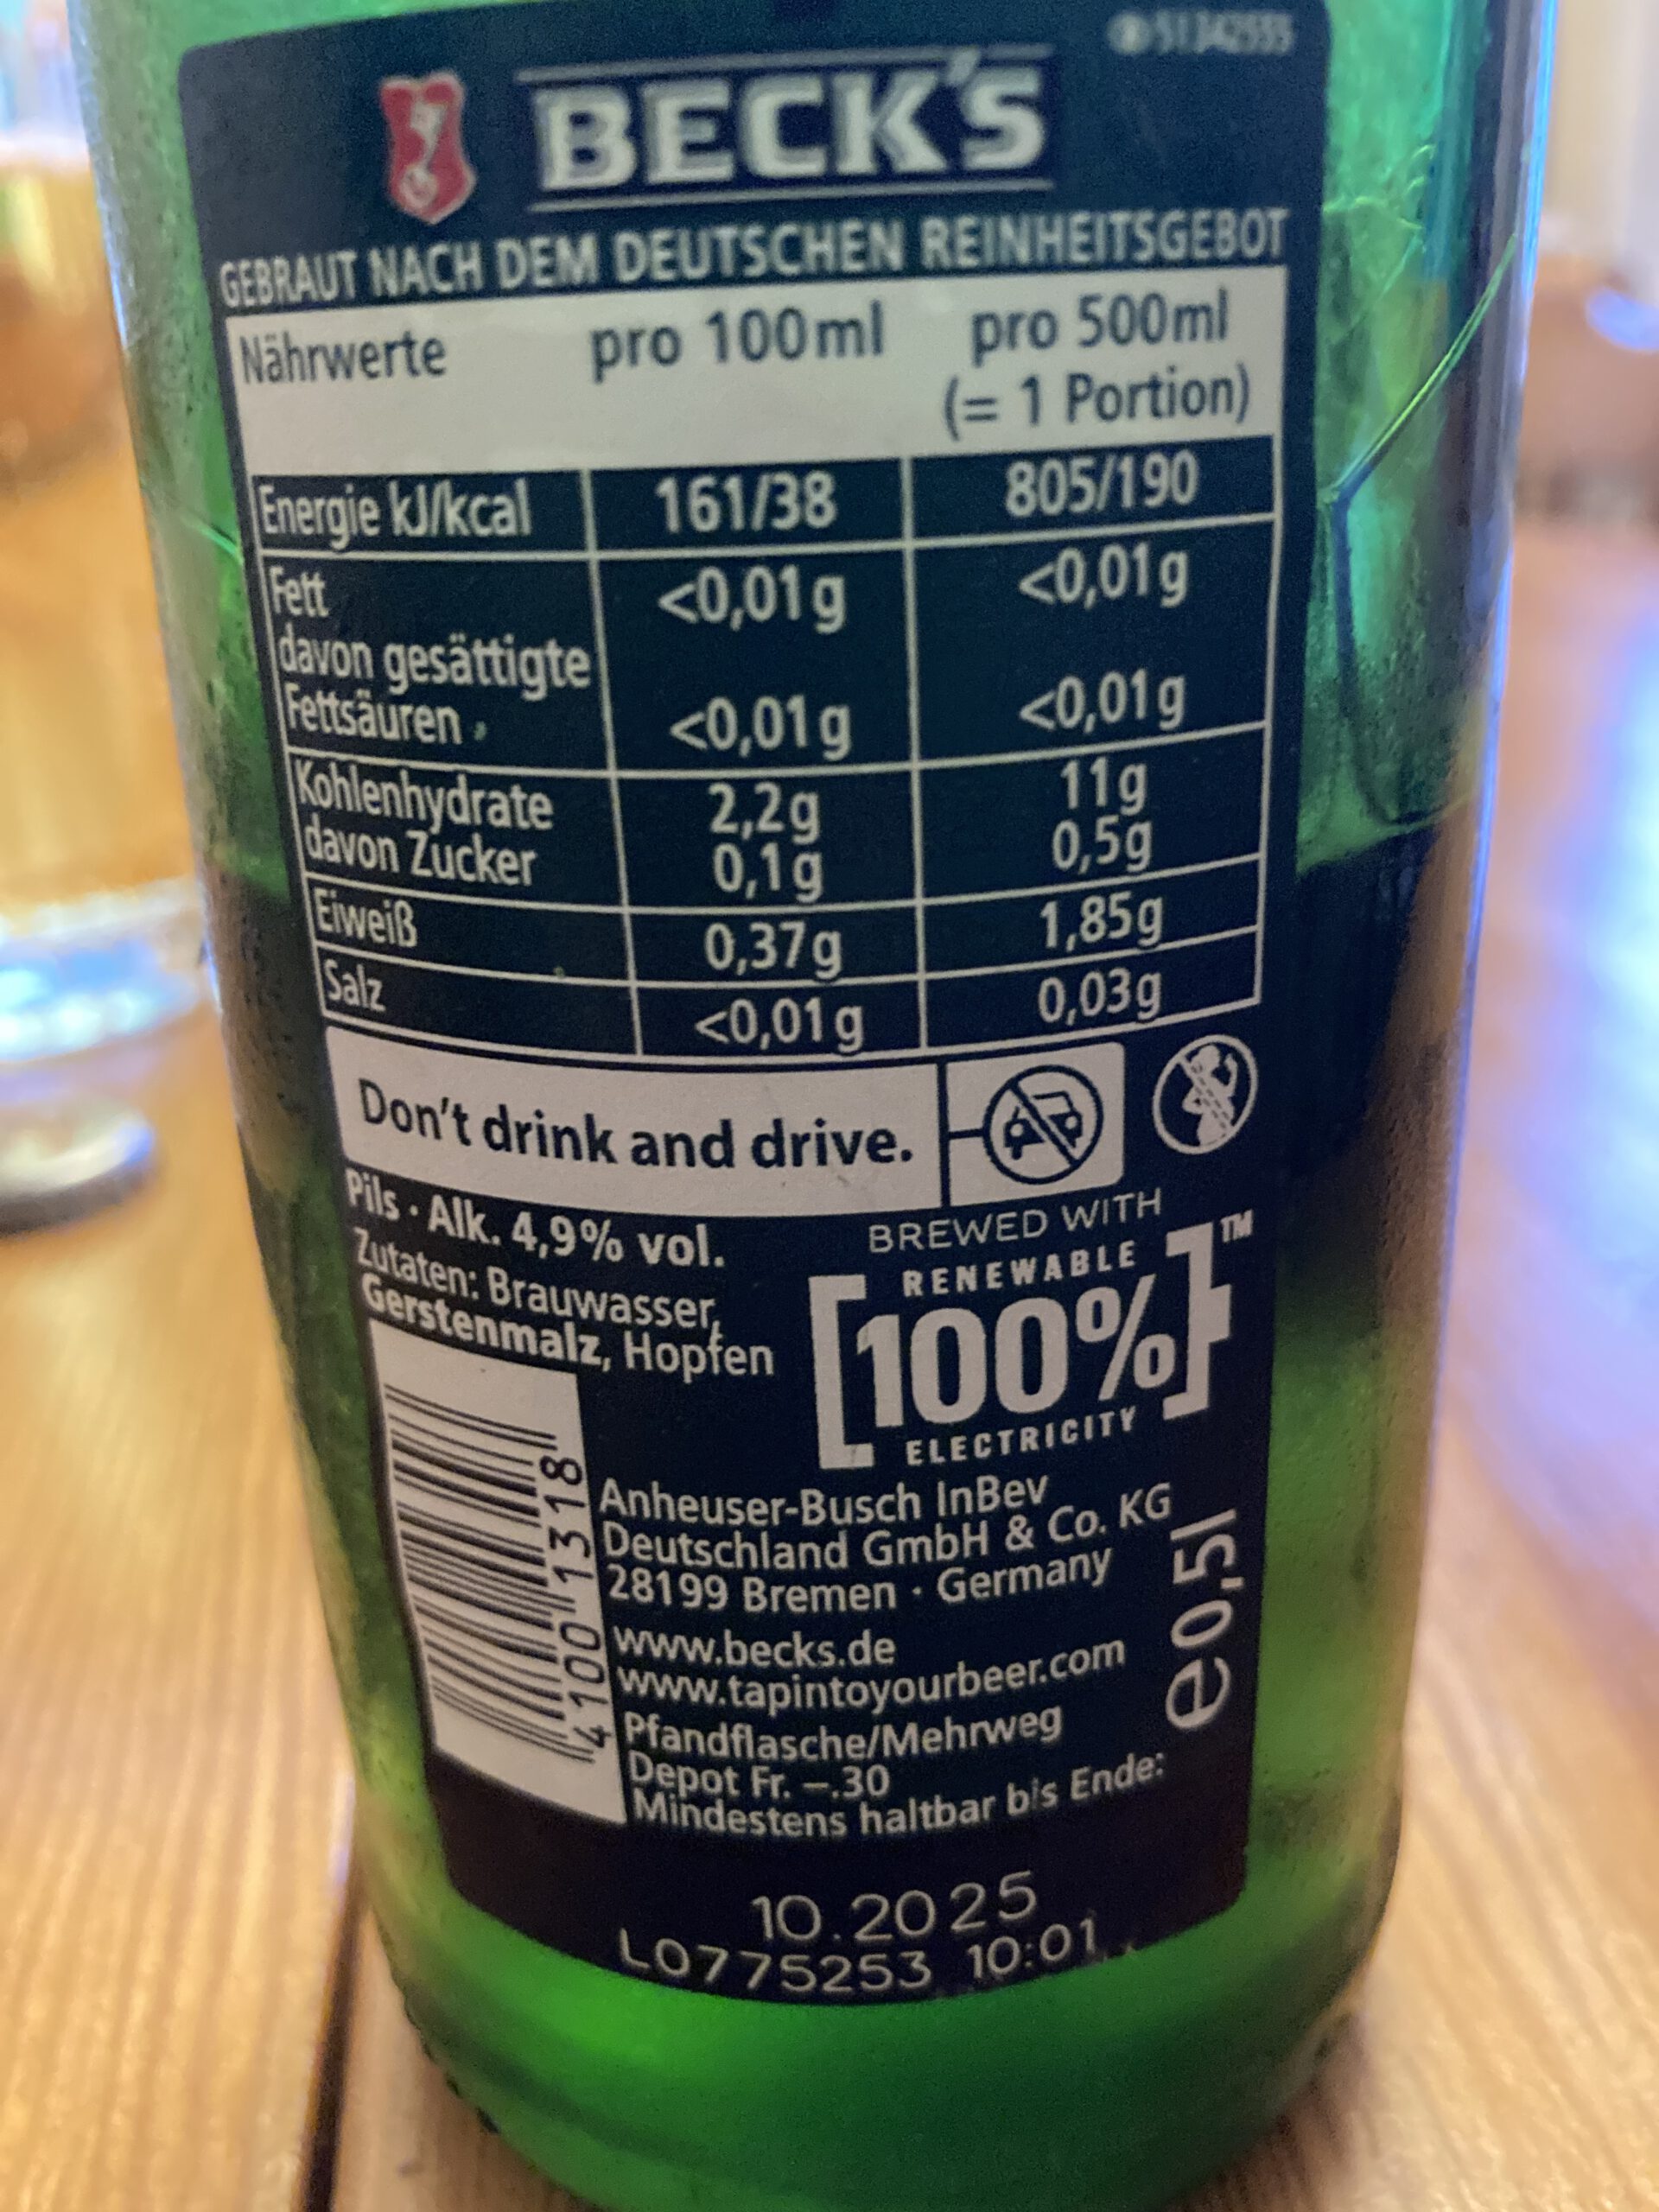 51342555
BECK'S
GEBRAUT NACH DEM DEUTSCHEN REINHEITSGEBOT
Nährwerte pro 100ml pro 500ml
(= 1 Portion)
Energie kJ/kcal 161/38 805/190
Fett <0,01g <0,01g
davon gesättigte
Fettsäuren <0,01g <0,01g
Kohlenhydrate 2,2g 11g
davon Zucker 0,1g 0,5g
Eiweiß 0,37g 1,85g
Salz <0,01g 0,03g
Don't drink and drive.
Pils · Alk. 4,9% vol.
Zutaten: Brauwasser,
Gerstenmalz, Hopfen
BREWED WITH
RENEWABLE
[100%]™
ELECTRICITY
4100 1318
Anheuser-Busch InBev
Deutschland GmbH & Co. KG
28199 Bremen · Germany
www.becks.de
www.tapintoyourbeer.com
Pfandflasche/Mehrweg
Depot Fr. –.30
Mindestens haltbar bis Ende:
e 0,5l
10.2025
L0775253 10:01